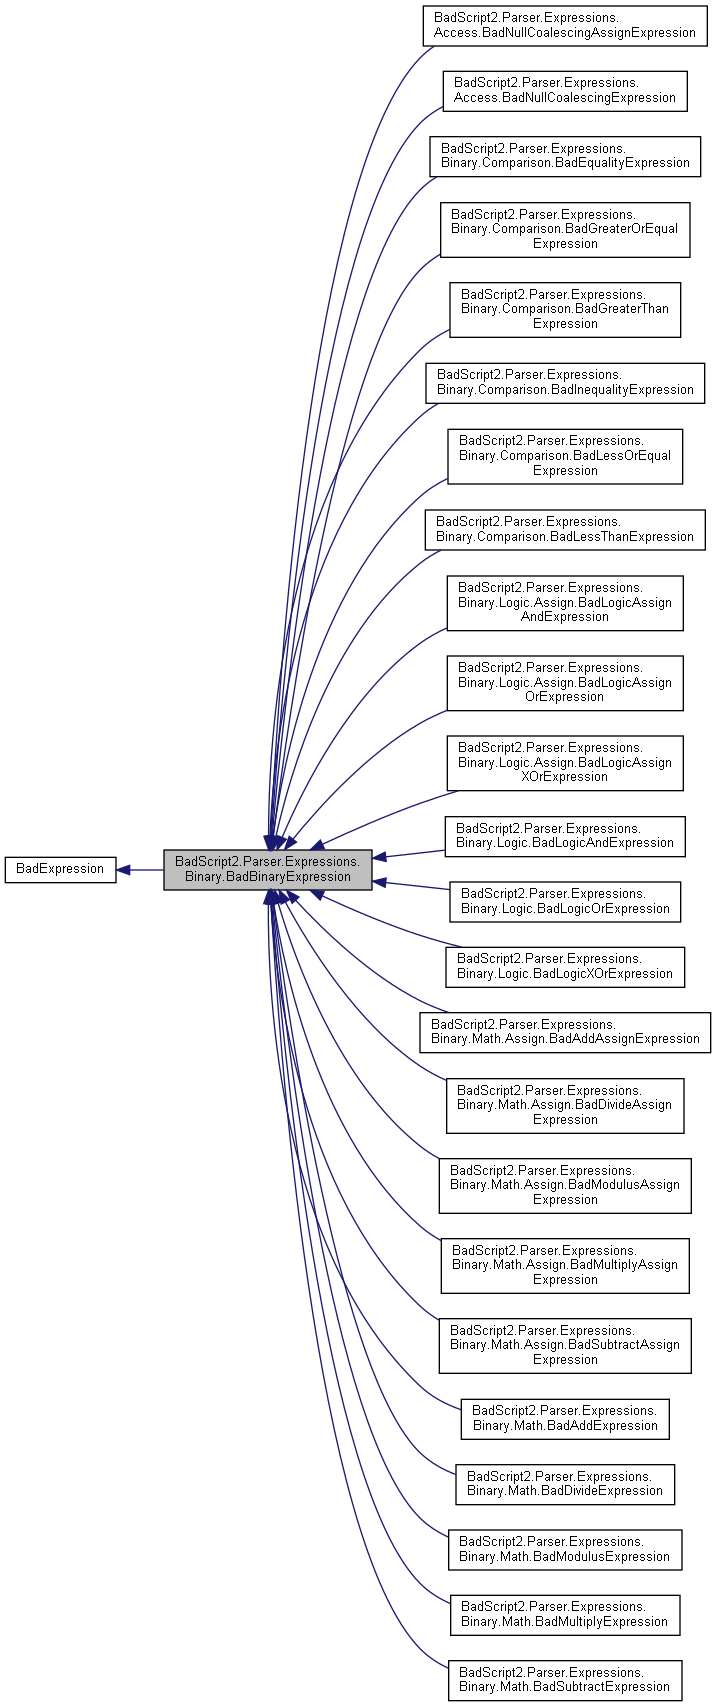 BadScript2.Parser.Expressions.
Access.BadNullCoalescingAssignExpression
BadScript2.Parser.Expressions.
Access.BadNullCoalescingExpression
BadScript2.Parser.Expressions.
Binary.Comparison.BadEqualityExpression
BadScript2.Parser.Expressions.
Binary.Comparison.BadGreaterOrEqual
Expression
BadScript2.Parser.Expressions.
Binary.Comparison.BadGreaterThan
Expression
BadScript2.Parser.Expressions.
Binary.Comparison.BadInequalityExpression
BadScript2.Parser.Expressions.
Binary.Comparison.BadLessOrEqual
Expression
BadScript2.Parser.Expressions.
Binary.Comparison.BadLessThanExpression
BadScript2.Parser.Expressions.
Binary.Logic.Assign.BadLogicAssign
AndExpression
BadScript2.Parser.Expressions.
Binary.Logic.Assign.BadLogicAssign
OrExpression
BadScript2.Parser.Expressions.
Binary.Logic.Assign.BadLogicAssign
XOrExpression
BadScript2.Parser.Expressions.
Binary.Logic.BadLogicAndExpression
BadExpression
BadScript2.Parser.Expressions.
Binary.BadBinaryExpression
BadScript2.Parser.Expressions.
Binary.Logic.BadLogicOrExpression
BadScript2.Parser.Expressions.
Binary.Logic.BadLogicXOrExpression
BadScript2.Parser.Expressions.
Binary.Math.Assign.BadAddAssignExpression
BadScript2.Parser.Expressions.
Binary.Math.Assign.BadDivideAssign
Expression
BadScript2.Parser.Expressions.
Binary.Math.Assign.BadModulusAssign
Expression
BadScript2.Parser.Expressions.
Binary.Math.Assign.BadMultiplyAssign
Expression
BadScript2.Parser.Expressions.
Binary.Math.Assign.BadSubtractAssign
Expression
BadScript2.Parser.Expressions.
Binary.Math.BadAddExpression
BadScript2.Parser.Expressions.
Binary.Math.BadDivideExpression
BadScript2.Parser.Expressions.
Binary.Math.BadModulusExpression
BadScript2.Parser.Expressions.
Binary.Math.BadMultiplyExpression
BadScript2.Parser.Expressions.
Binary.Math.BadSubtractExpression